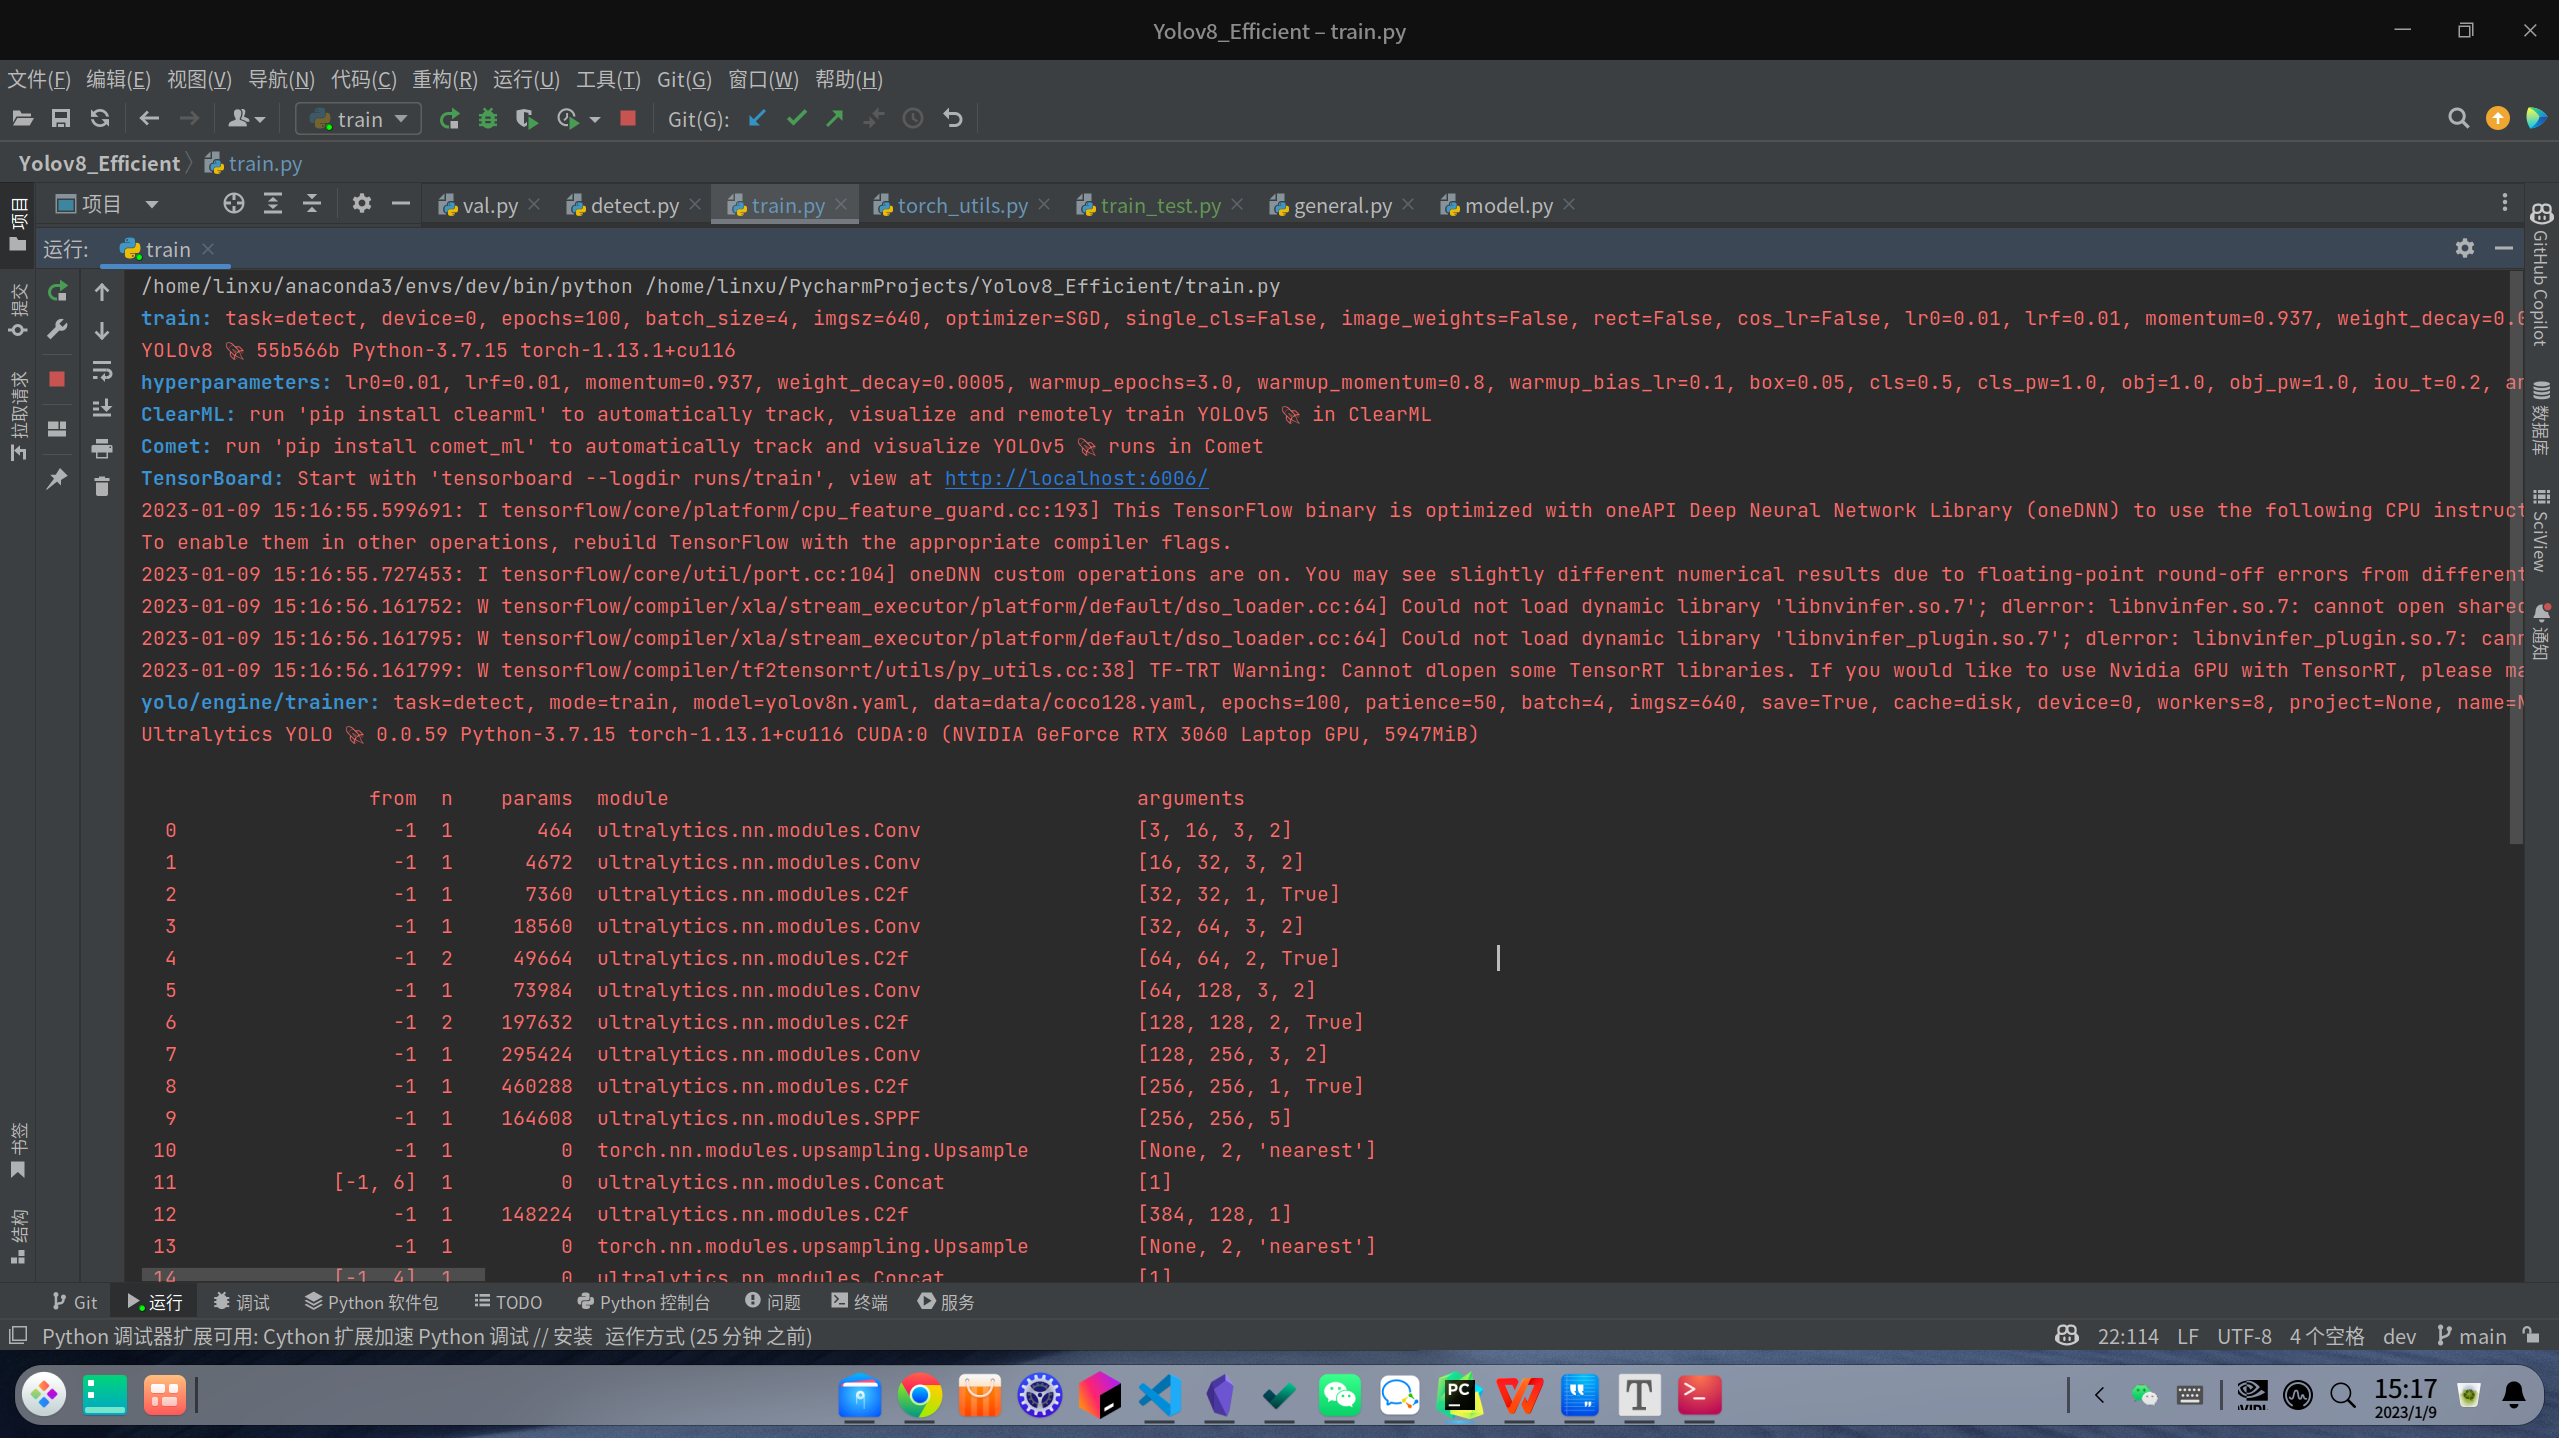 Yolov8_Efficient – train.py
文件(F) 编辑(E) 视图(V) 导航(N) 代码(C) 重构(R) 运行(U) 工具(T) Git(G) 窗口(W) 帮助(H)
train Git(G):
Yolov8_Efficient train.py
项目 val.py detect.py train.py torch_utils.py train_test.py general.py model.py
运行: train
项目
提交
拉取请求
书签
结构
GitHub Copilot
数据库
SciView
通知
/home/linxu/anaconda3/envs/dev/bin/python /home/linxu/PycharmProjects/Yolov8_Efficient/train.py
train: task=detect, device=0, epochs=100, batch_size=4, imgsz=640, optimizer=SGD, single_cls=False, image_weights=False, rect=False, cos_lr=False, lr0=0.01, lrf=0.01, momentum=0.937, weight_decay=0.0
YOLOv8 🚀 55b566b Python-3.7.15 torch-1.13.1+cu116
hyperparameters: lr0=0.01, lrf=0.01, momentum=0.937, weight_decay=0.0005, warmup_epochs=3.0, warmup_momentum=0.8, warmup_bias_lr=0.1, box=0.05, cls=0.5, cls_pw=1.0, obj=1.0, obj_pw=1.0, iou_t=0.2, an
ClearML: run 'pip install clearml' to automatically track, visualize and remotely train YOLOv5 🚀 in ClearML
Comet: run 'pip install comet_ml' to automatically track and visualize YOLOv5 🚀 runs in Comet
TensorBoard: Start with 'tensorboard --logdir runs/train', view at http://localhost:6006/
2023-01-09 15:16:55.599691: I tensorflow/core/platform/cpu_feature_guard.cc:193] This TensorFlow binary is optimized with oneAPI Deep Neural Network Library (oneDNN) to use the following CPU instruct
To enable them in other operations, rebuild TensorFlow with the appropriate compiler flags.
2023-01-09 15:16:55.727453: I tensorflow/core/util/port.cc:104] oneDNN custom operations are on. You may see slightly different numerical results due to floating-point round-off errors from different
2023-01-09 15:16:56.161752: W tensorflow/compiler/xla/stream_executor/platform/default/dso_loader.cc:64] Could not load dynamic library 'libnvinfer.so.7'; dlerror: libnvinfer.so.7: cannot open shared
2023-01-09 15:16:56.161795: W tensorflow/compiler/xla/stream_executor/platform/default/dso_loader.cc:64] Could not load dynamic library 'libnvinfer_plugin.so.7'; dlerror: libnvinfer_plugin.so.7: cann
2023-01-09 15:16:56.161799: W tensorflow/compiler/tf2tensorrt/utils/py_utils.cc:38] TF-TRT Warning: Cannot dlopen some TensorRT libraries. If you would like to use Nvidia GPU with TensorRT, please ma
yolo/engine/trainer: task=detect, mode=train, model=yolov8n.yaml, data=data/coco128.yaml, epochs=100, patience=50, batch=4, imgsz=640, save=True, cache=disk, device=0, workers=8, project=None, name=N
Ultralytics YOLO 🚀 0.0.59 Python-3.7.15 torch-1.13.1+cu116 CUDA:0 (NVIDIA GeForce RTX 3060 Laptop GPU, 5947MiB)
from n params module arguments
0 -1 1 464 ultralytics.nn.modules.Conv [3, 16, 3, 2]
1 -1 1 4672 ultralytics.nn.modules.Conv [16, 32, 3, 2]
2 -1 1 7360 ultralytics.nn.modules.C2f [32, 32, 1, True]
3 -1 1 18560 ultralytics.nn.modules.Conv [32, 64, 3, 2]
4 -1 2 49664 ultralytics.nn.modules.C2f [64, 64, 2, True]
5 -1 1 73984 ultralytics.nn.modules.Conv [64, 128, 3, 2]
6 -1 2 197632 ultralytics.nn.modules.C2f [128, 128, 2, True]
7 -1 1 295424 ultralytics.nn.modules.Conv [128, 256, 3, 2]
8 -1 1 460288 ultralytics.nn.modules.C2f [256, 256, 1, True]
9 -1 1 164608 ultralytics.nn.modules.SPPF [256, 256, 5]
10 -1 1 0 torch.nn.modules.upsampling.Upsample [None, 2, 'nearest']
11 [-1, 6] 1 0 ultralytics.nn.modules.Concat [1]
12 -1 1 148224 ultralytics.nn.modules.C2f [384, 128, 1]
13 -1 1 0 torch.nn.modules.upsampling.Upsample [None, 2, 'nearest']
14 [-1, 4] 1 0 ultralytics.nn.modules.Concat [1]
Git 运行 调试 Python 软件包 TODO Python 控制台 问题 终端 服务
Python 调试器扩展可用: Cython 扩展加速 Python 调试 // 安装 运作方式 (25 分钟 之前) 22:114 LF UTF-8 4 个空格 dev main
PC
T
15:17
2023/1/9